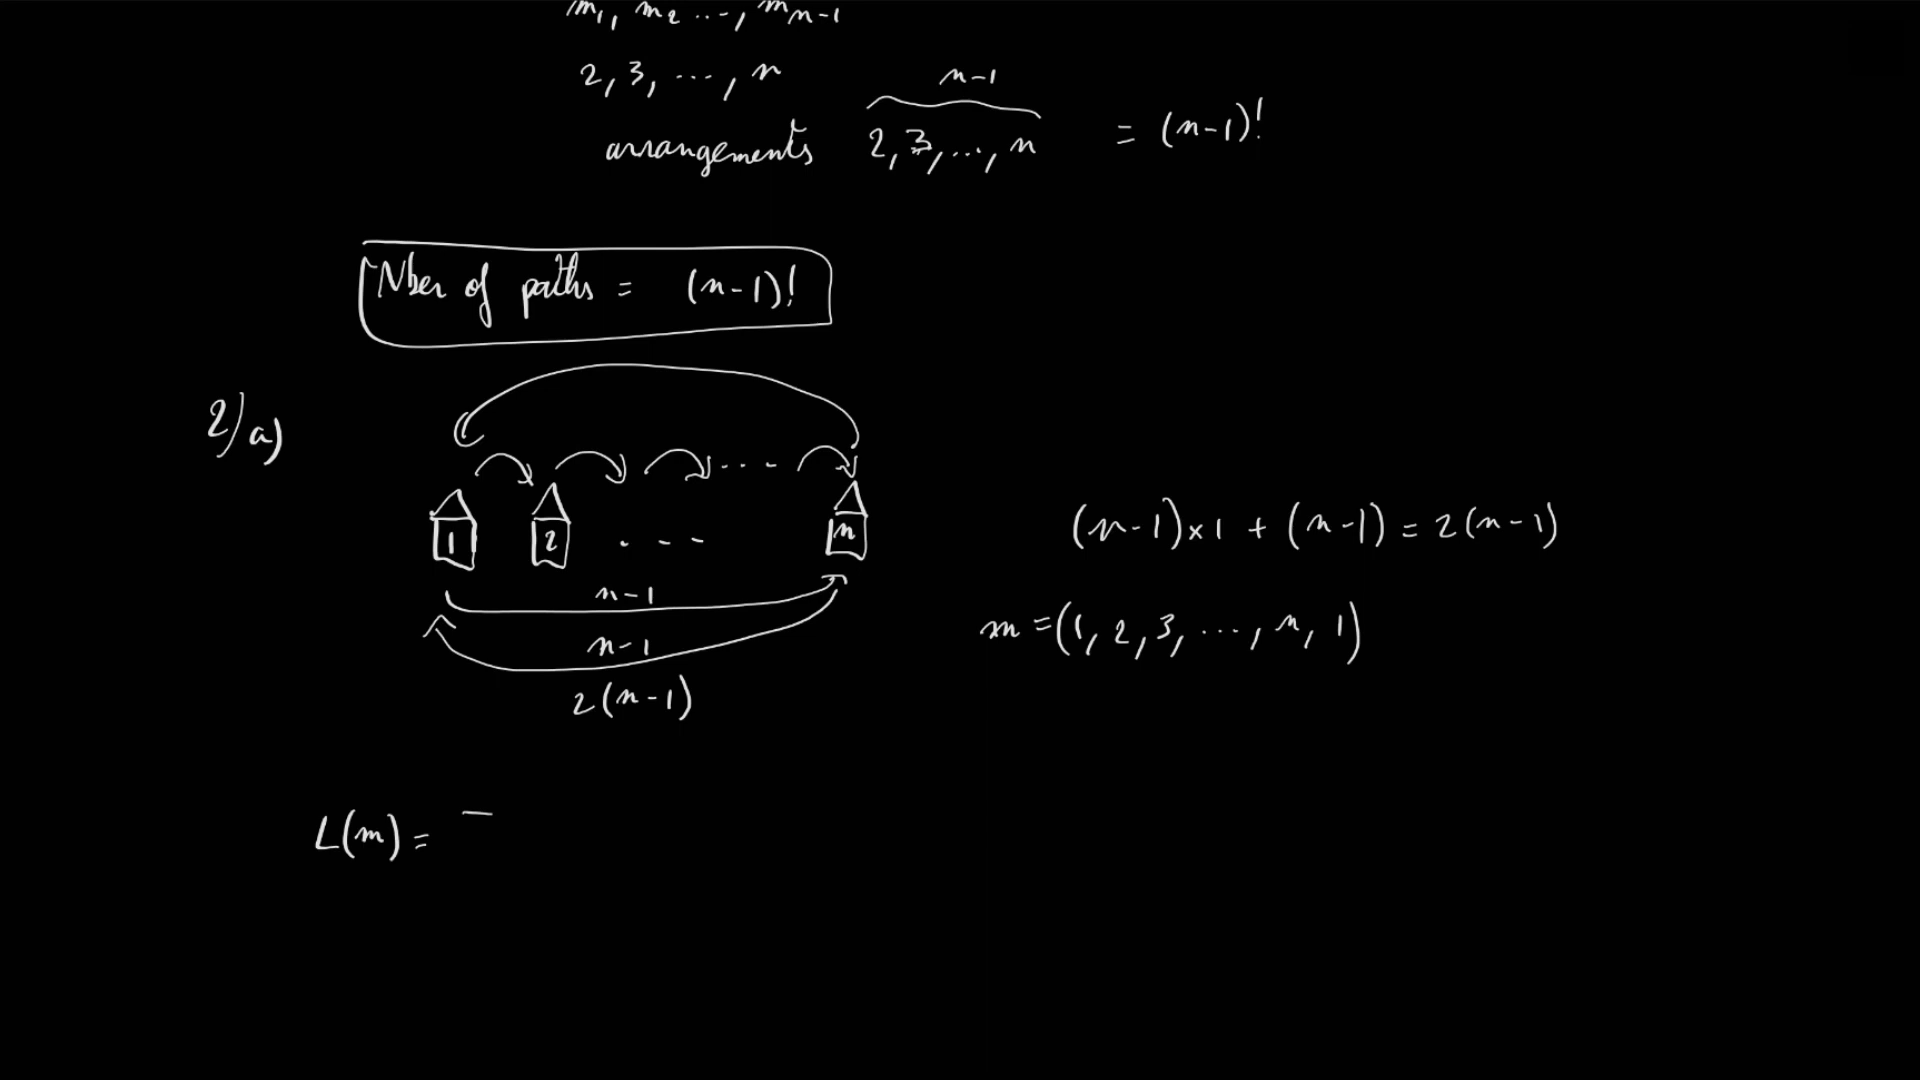 m₁, m₂ ..., mₙ₋₁
2, 3, ..., n
n-1
arrangements 2, 3, ..., n = (n-1)!
Nber of paths = (n-1)!
2) a)
1 2 ... n
(n-1)×1 + (n-1) = 2(n-1)
n-1
m = (1, 2, 3, ..., n, 1)
n-1
2(n-1)
L(m) =